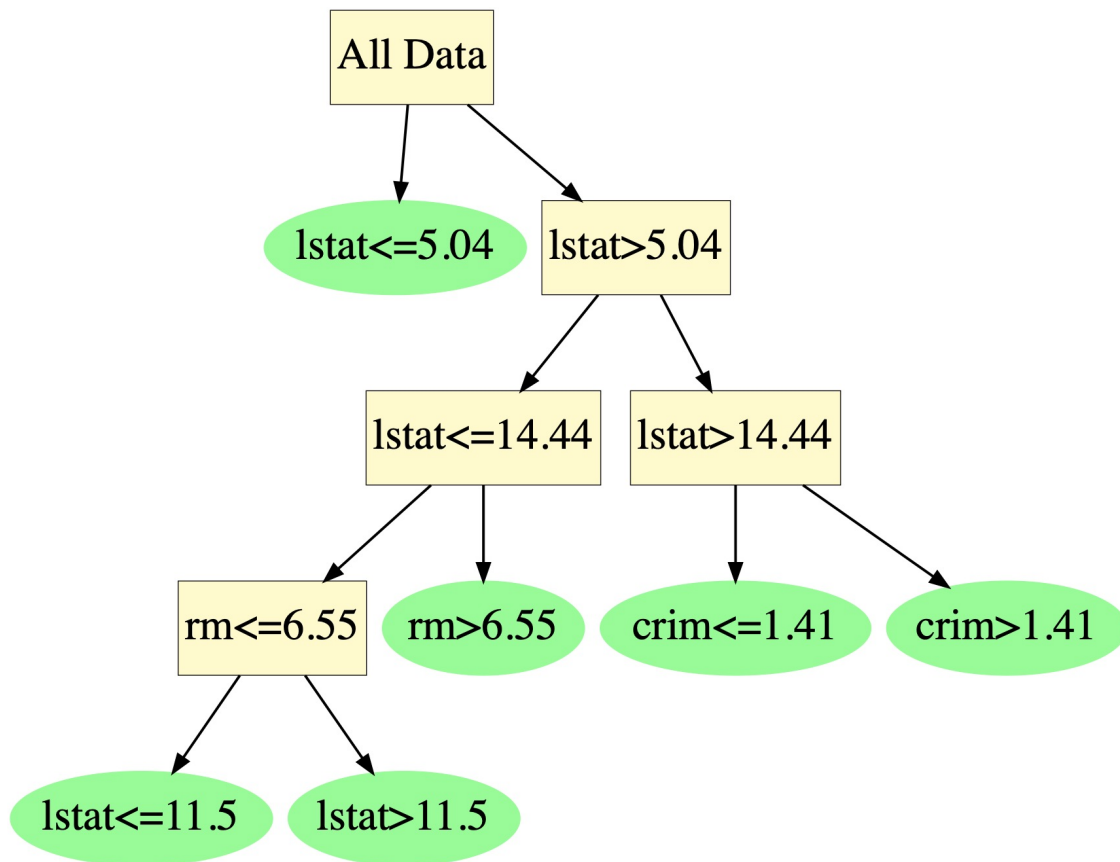 All Data
lstat<=5.04
lstat>5.04
lstat<=14.44
lstat>14.44
rm<=6.55
rm>6.55
crim<=1.41
crim>1.41
lstat<=11.5
lstat>11.5